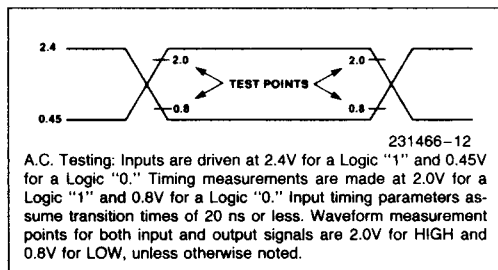 2.4
2.0
TEST POINTS
2.0
0.8
0.8
0.45
231466-12
A.C. Testing: Inputs are driven at 2.4V for a Logic "1" and 0.45V
for a Logic "0." Timing measurements are made at 2.0V for a
Logic "1" and 0.8V for a Logic "0." Input timing parameters as-
sume transition times of 20 ns or less. Waveform measurement
points for both input and output signals are 2.0V for HIGH and
0.8V for LOW, unless otherwise noted.